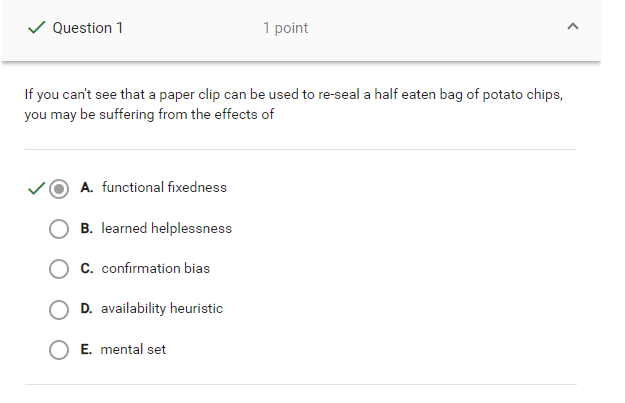 Question 1 1 point
If you can't see that a paper clip can be used to re-seal a half eaten bag of potato chips,
you may be suffering from the effects of
A. functional fixedness
B. learned helplessness
C. confirmation bias
D. availability heuristic
E. mental set